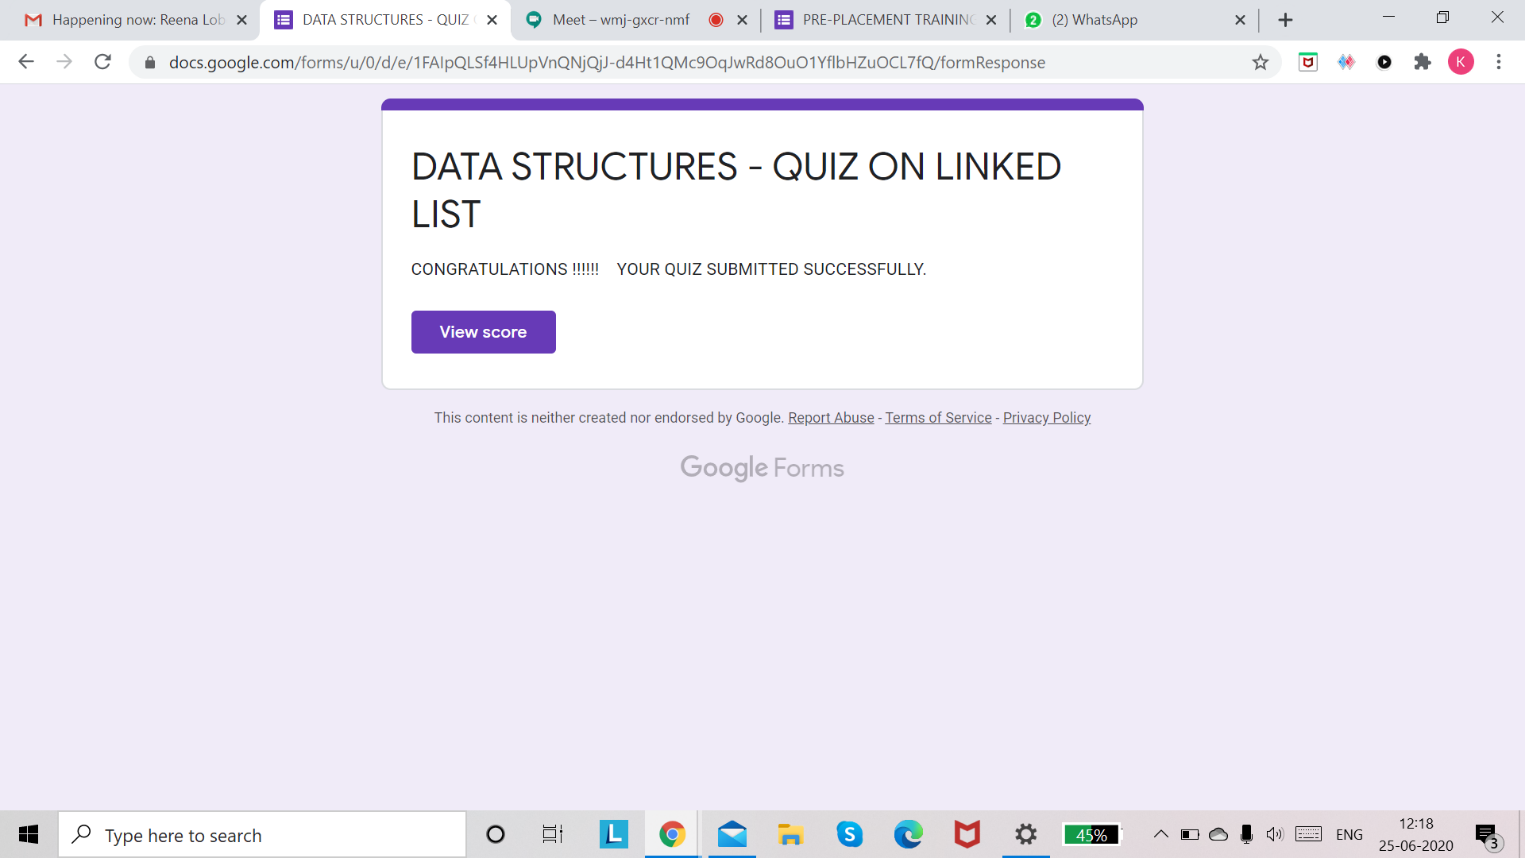 Happening now: Reena Lob
DATA STRUCTURES - QUIZ
Meet – wmj-gxcr-nmf
PRE-PLACEMENT TRAINING
2 (2) WhatsApp
docs.google.com/forms/u/0/d/e/1FAIpQLSf4HLUpVnQNjQjJ-d4Ht1QMc9OqJwRd8OuO1YflbHZuOCL7fQ/formResponse
K
DATA STRUCTURES - QUIZ ON LINKED
LIST
CONGRATULATIONS !!!!!! YOUR QUIZ SUBMITTED SUCCESSFULLY.
View score
This content is neither created nor endorsed by Google. Report Abuse - Terms of Service - Privacy Policy
Google Forms
Type here to search
L
S
45%
ENG
12:18
25-06-2020
3